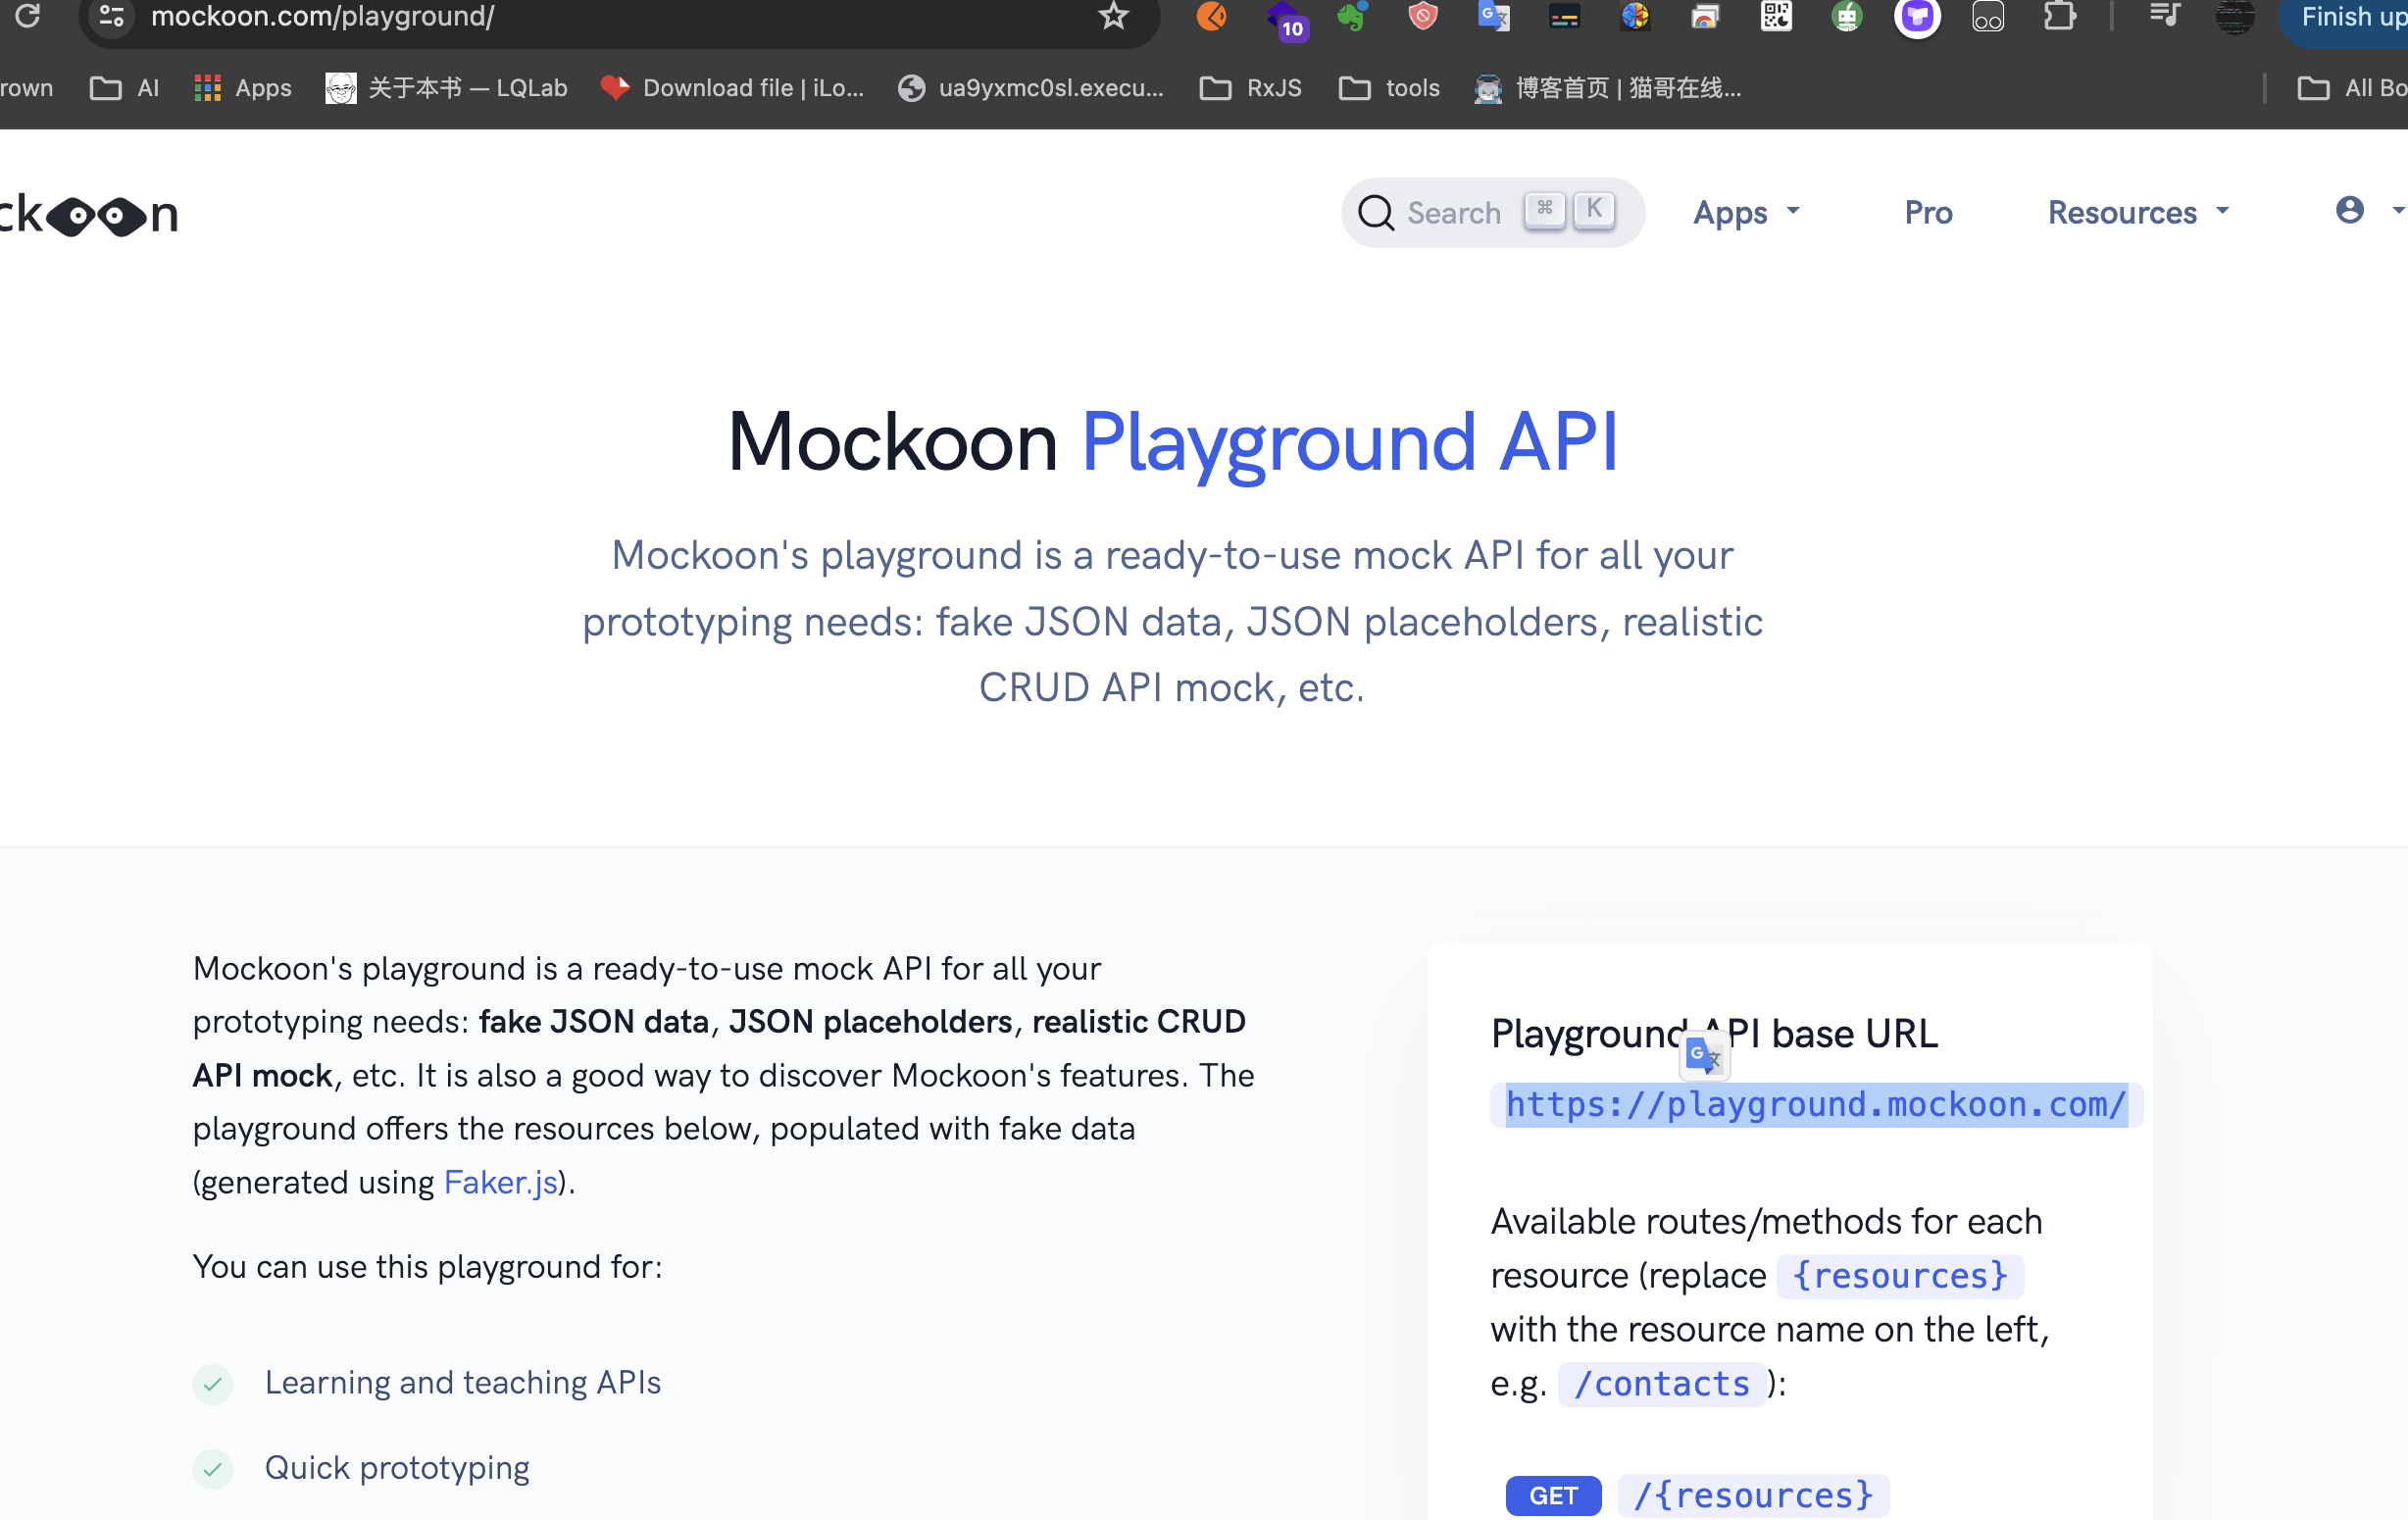 mockoon.com/playground/
10
Finish up
rown
AI
Apps
关于本书 — LQLab
Download file | iLo...
ua9yxmc0sl.execu...
RxJS
tools
博客首页 | 猫哥在线...
All Bo
ckoon
Search ⌘ K
Apps
Pro
Resources
Mockoon Playground API
Mockoon's playground is a ready-to-use mock API for all your
prototyping needs: fake JSON data, JSON placeholders, realistic
CRUD API mock, etc.
Mockoon's playground is a ready-to-use mock API for all your
prototyping needs: fake JSON data, JSON placeholders, realistic CRUD
API mock, etc. It is also a good way to discover Mockoon's features. The
playground offers the resources below, populated with fake data
(generated using Faker.js).
You can use this playground for:
Learning and teaching APIs
Quick prototyping
Playground API base URL
https://playground.mockoon.com/
Available routes/methods for each
resource (replace {resources}
with the resource name on the left,
e.g. /contacts ):
GET /{resources}